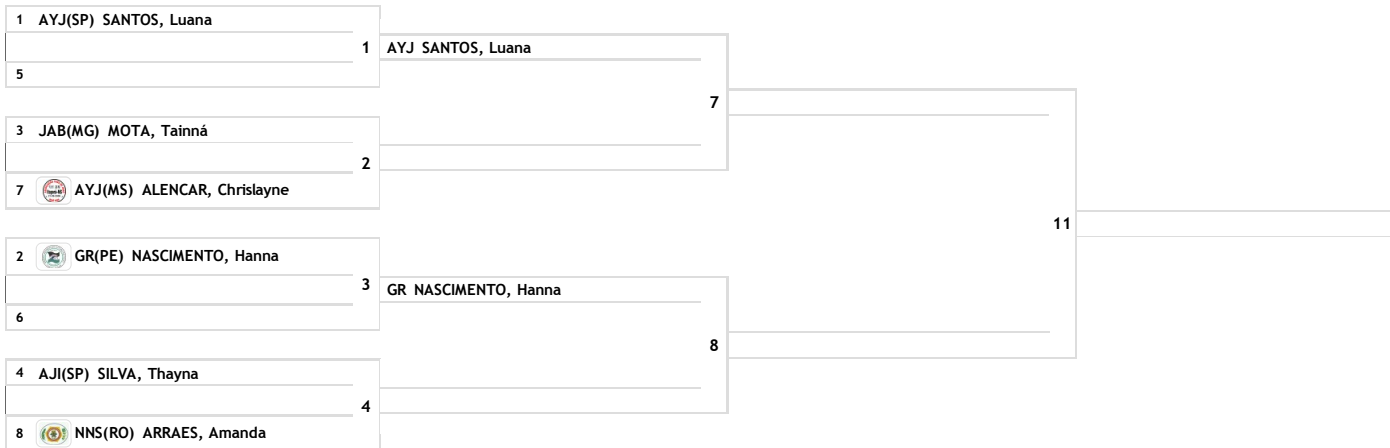 1 AYJ(SP) SANTOS, Luana
1 AYJ SANTOS, Luana
5
7
3 JAB(MG) MOTA, Tainná
2
7 AYJ(MS) ALENCAR, Chrislayne
11
2 GR(PE) NASCIMENTO, Hanna
3 GR NASCIMENTO, Hanna
6
8
4 AJI(SP) SILVA, Thayna
4
8 NNS(RO) ARRAES, Amanda